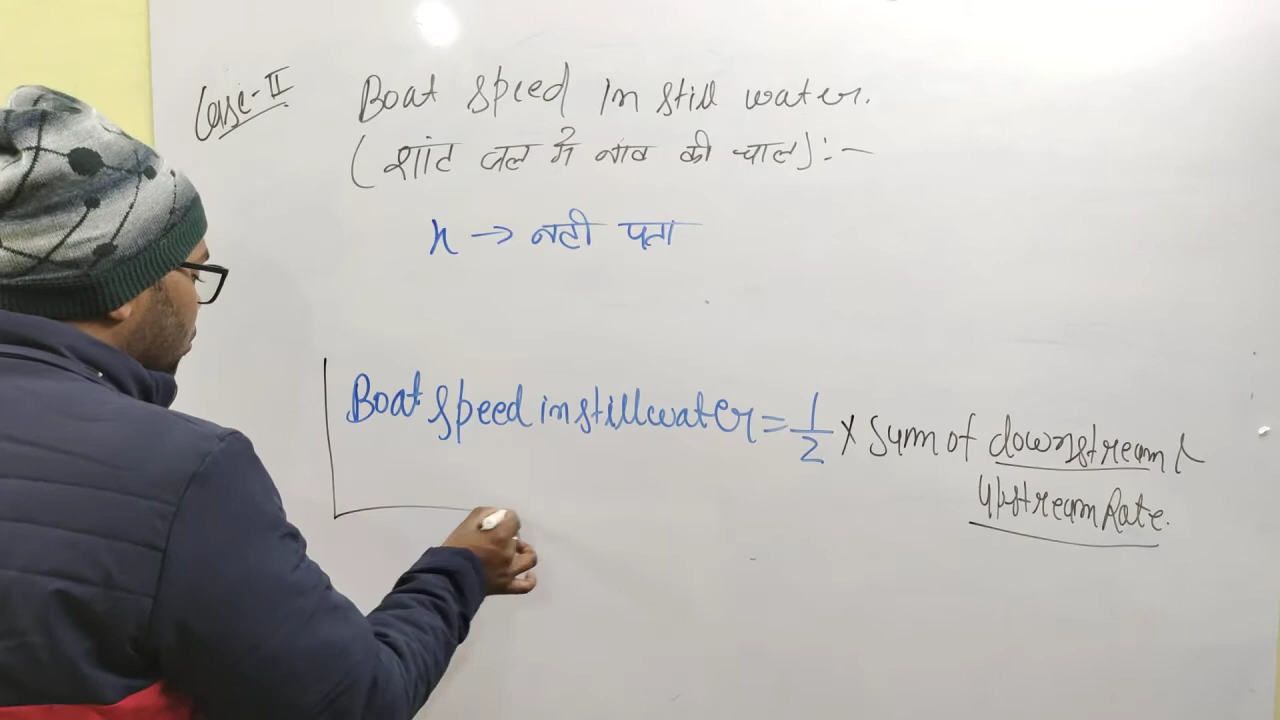 Case-II
Boat speed In still water.
(शांट जल मे नाव की चाल):-
x → नही पता
Boat speed in still water = 1/2 × Sum of downstream &
Upstream Rate.